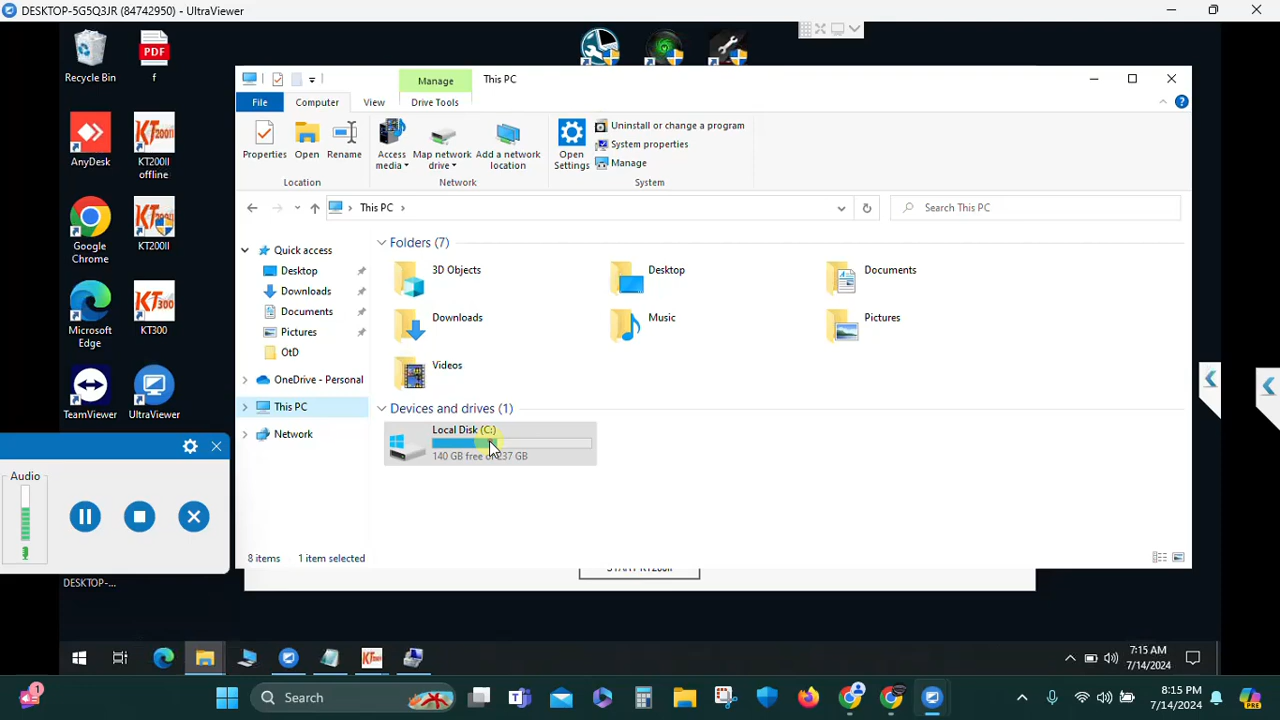 DESKTOP-5G5Q3JR (84742950) - UltraViewer
Recycle Bin
PDF
f
AnyDesk
KT200II
offline
Google
Chrome
KT200II
Microsoft
Edge
KT300
TeamViewer
UltraViewer
Manage
This PC
File
Computer
View
Drive Tools
Properties
Open
Rename
Access
media
Map network
drive
Add a network
location
Open
Settings
Uninstall or change a program
System properties
Manage
Location
Network
System
This PC
Search This PC
Quick access
Desktop
Downloads
Documents
Pictures
OtD
OneDrive - Personal
This PC
Network
Folders (7)
3D Objects
Desktop
Documents
Downloads
Music
Pictures
Videos
Devices and drives (1)
Local Disk (C:)
140 GB free of 237 GB
8 items
1 item selected
Audio
DESKTOP-...
START KT200II
7:15 AM
7/14/2024
1
Search
8:15 PM
7/14/2024
PRE